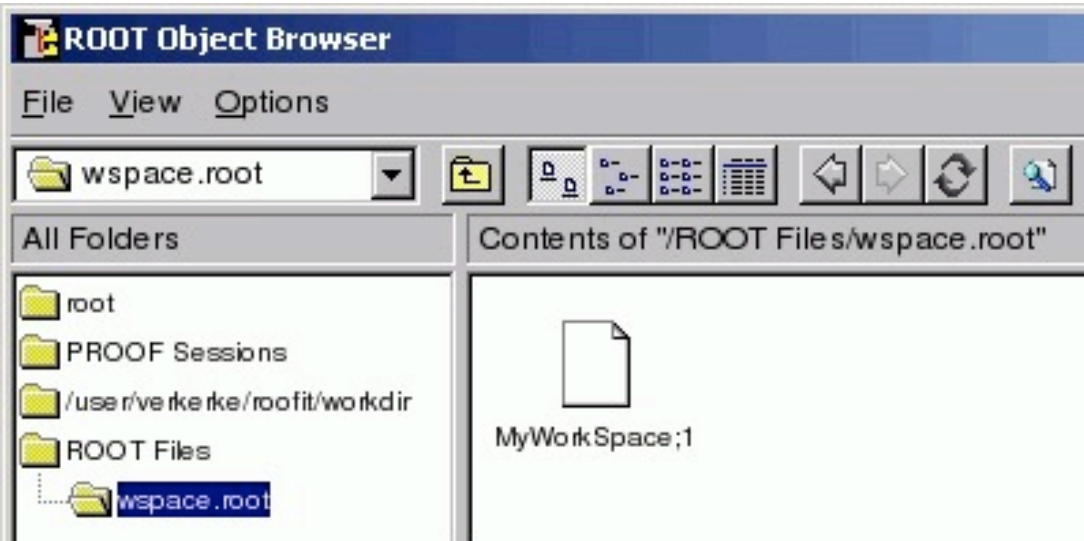 ROOT Object Browser
File View Options
wspace.root
All Folders
Contents of "/ROOT Files/wspace.root"
root
PROOF Sessions
/user/verkerke/roofit/workdir
ROOT Files
wspace.root
MyWorkSpace;1